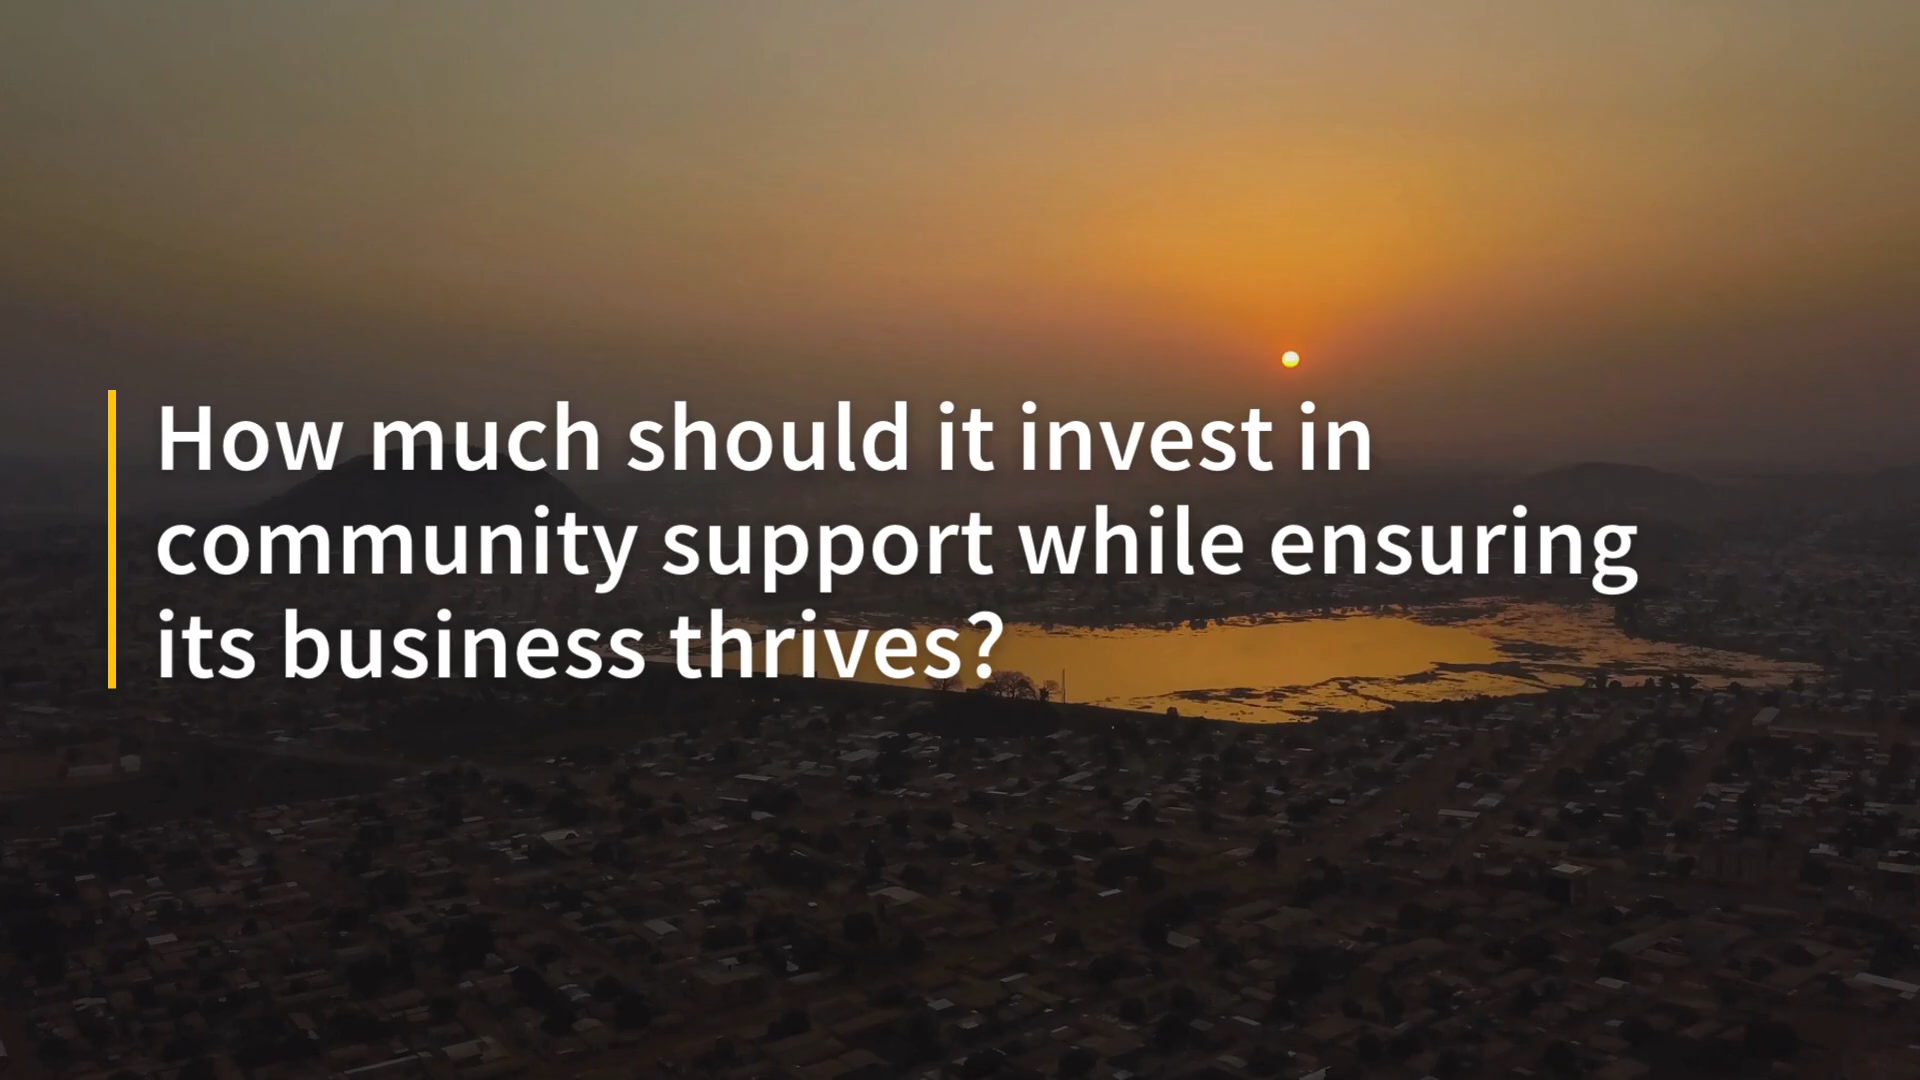 How much should it invest in
community support while ensuring
its business thrives?